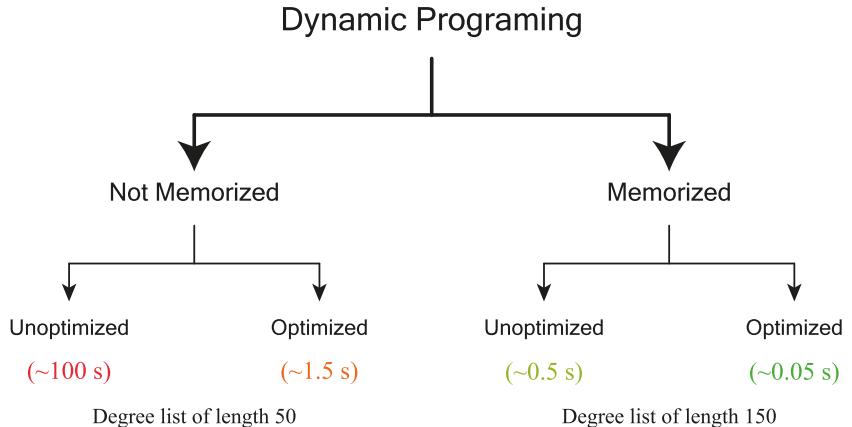 Dynamic Programing
Not Memorized
Memorized
Unoptimized
Optimized
Unoptimized
Optimized
(~100 s)
(~1.5 s)
(~0.5 s)
(~0.05 s)
Degree list of length 50
Degree list of length 150